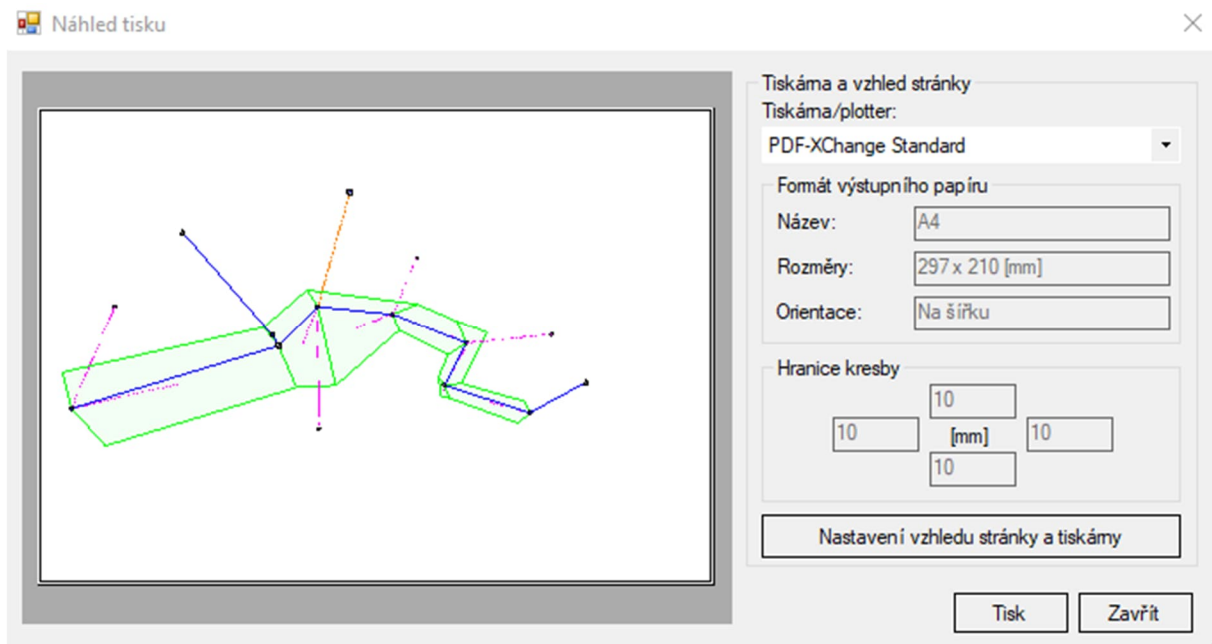 Náhled tisku
Tiskárna a vzhled stránky
Tiskárna/plotter:
PDF-XChange Standard
Formát výstupního papíru
Název:
A4
Rozměry:
297 x 210 [mm]
Orientace:
Na šířku
Hranice kresby
10
10 [mm] 10
10
Nastavení vzhledu stránky a tiskárny
Tisk Zavřít